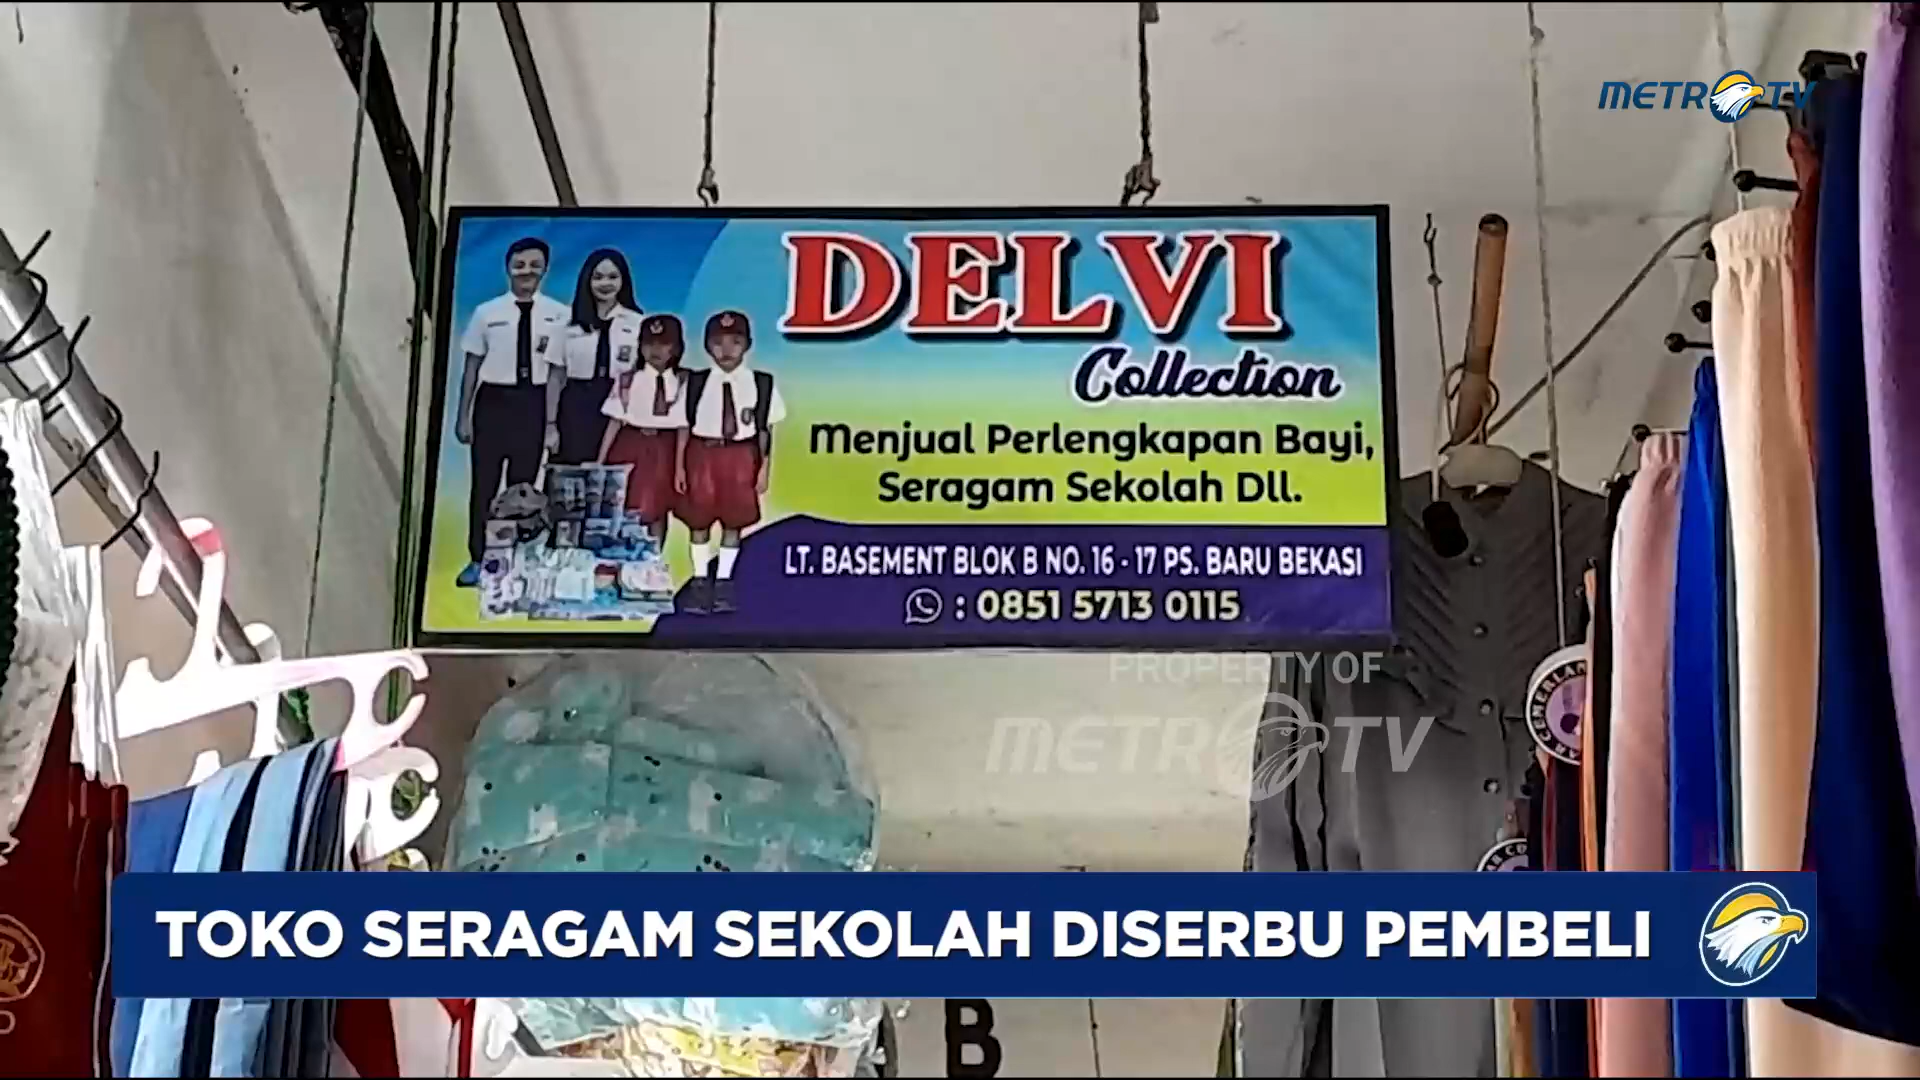 METRO TV
DELVI
Collection
Menjual Perlengkapan Bayi,
Seragam Sekolah Dll.
LT. BASEMENT BLOK B NO. 16 - 17 PS. BARU BEKASI
: 0851 5713 0115
PROPERTY OF
METRO TV
TOKO SERAGAM SEKOLAH DISERBU PEMBELI
B